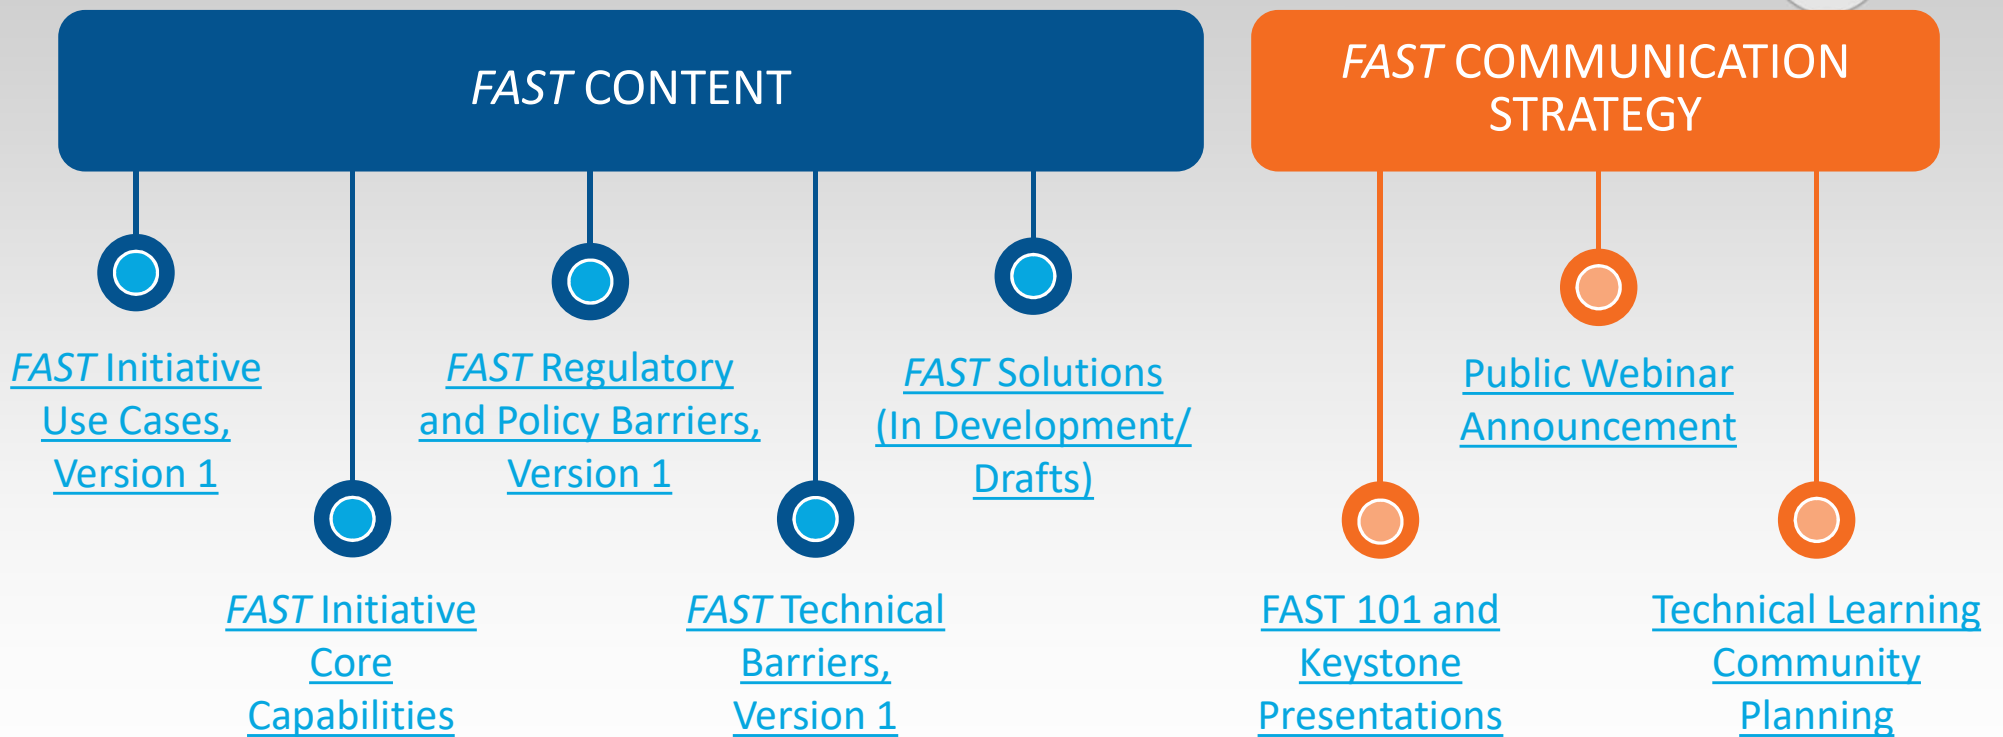 FAST CONTENT
FAST COMMUNICATION
STRATEGY
FAST Initiative
Use Cases,
Version 1
FAST Regulatory
and Policy Barriers,
Version 1
FAST Solutions
(In Development/
Drafts)
Public Webinar
Announcement
FAST Initiative
Core
Capabilities
FAST Technical
Barriers,
Version 1
FAST 101 and
Keystone
Presentations
Technical Learning
Community
Planning